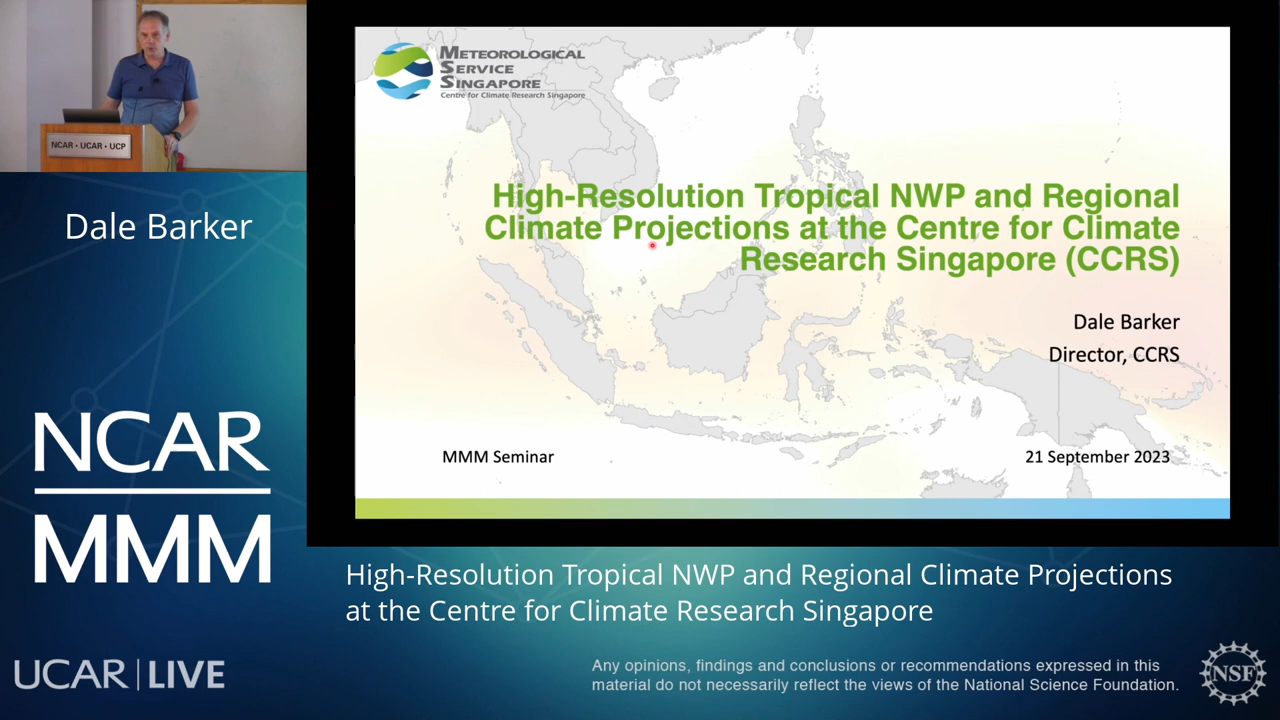 NCAR • UCAR • UCP
Dale Barker
NCAR
MMM
UCAR | LIVE
METEOROLOGICAL
SERVICE
SINGAPORE
Centre for Climate Research Singapore
High-Resolution Tropical NWP and Regional
Climate Projections at the Centre for Climate
Research Singapore (CCRS)
Dale Barker
Director, CCRS
MMM Seminar
21 September 2023
High-Resolution Tropical NWP and Regional Climate Projections
at the Centre for Climate Research Singapore
Any opinions, findings and conclusions or recommendations expressed in this
material do not necessarily reflect the views of the National Science Foundation.
NSF